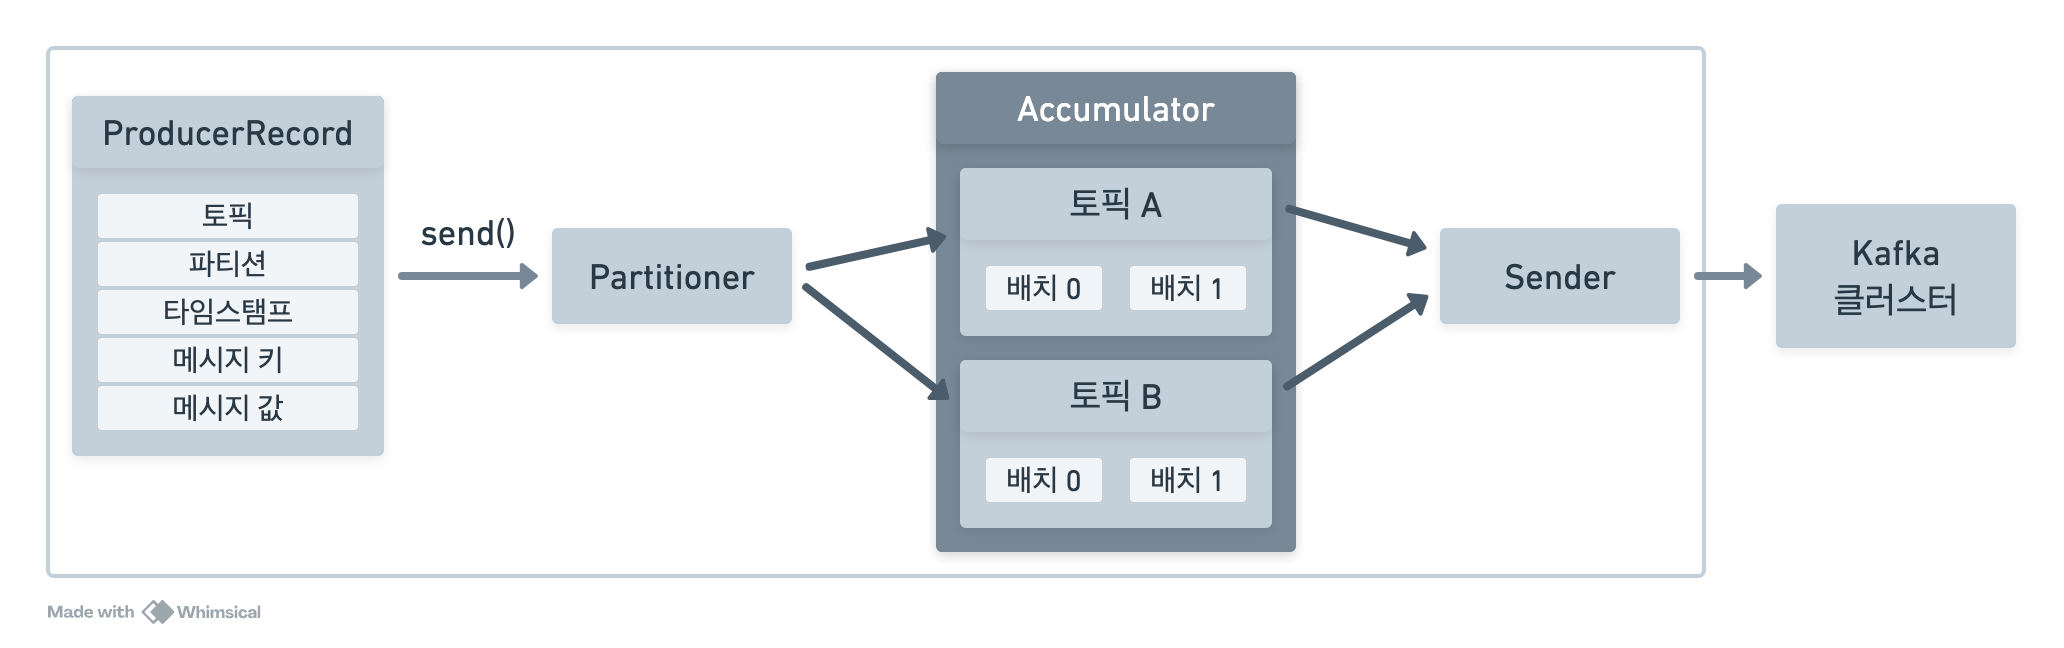 ProducerRecord
토픽
파티션
타임스탬프
메시지 키
메시지 값
send()
Partitioner
Accumulator
토픽 A
배치 0
배치 1
토픽 B
배치 0
배치 1
Sender
Kafka
클러스터
Made with Whimsical